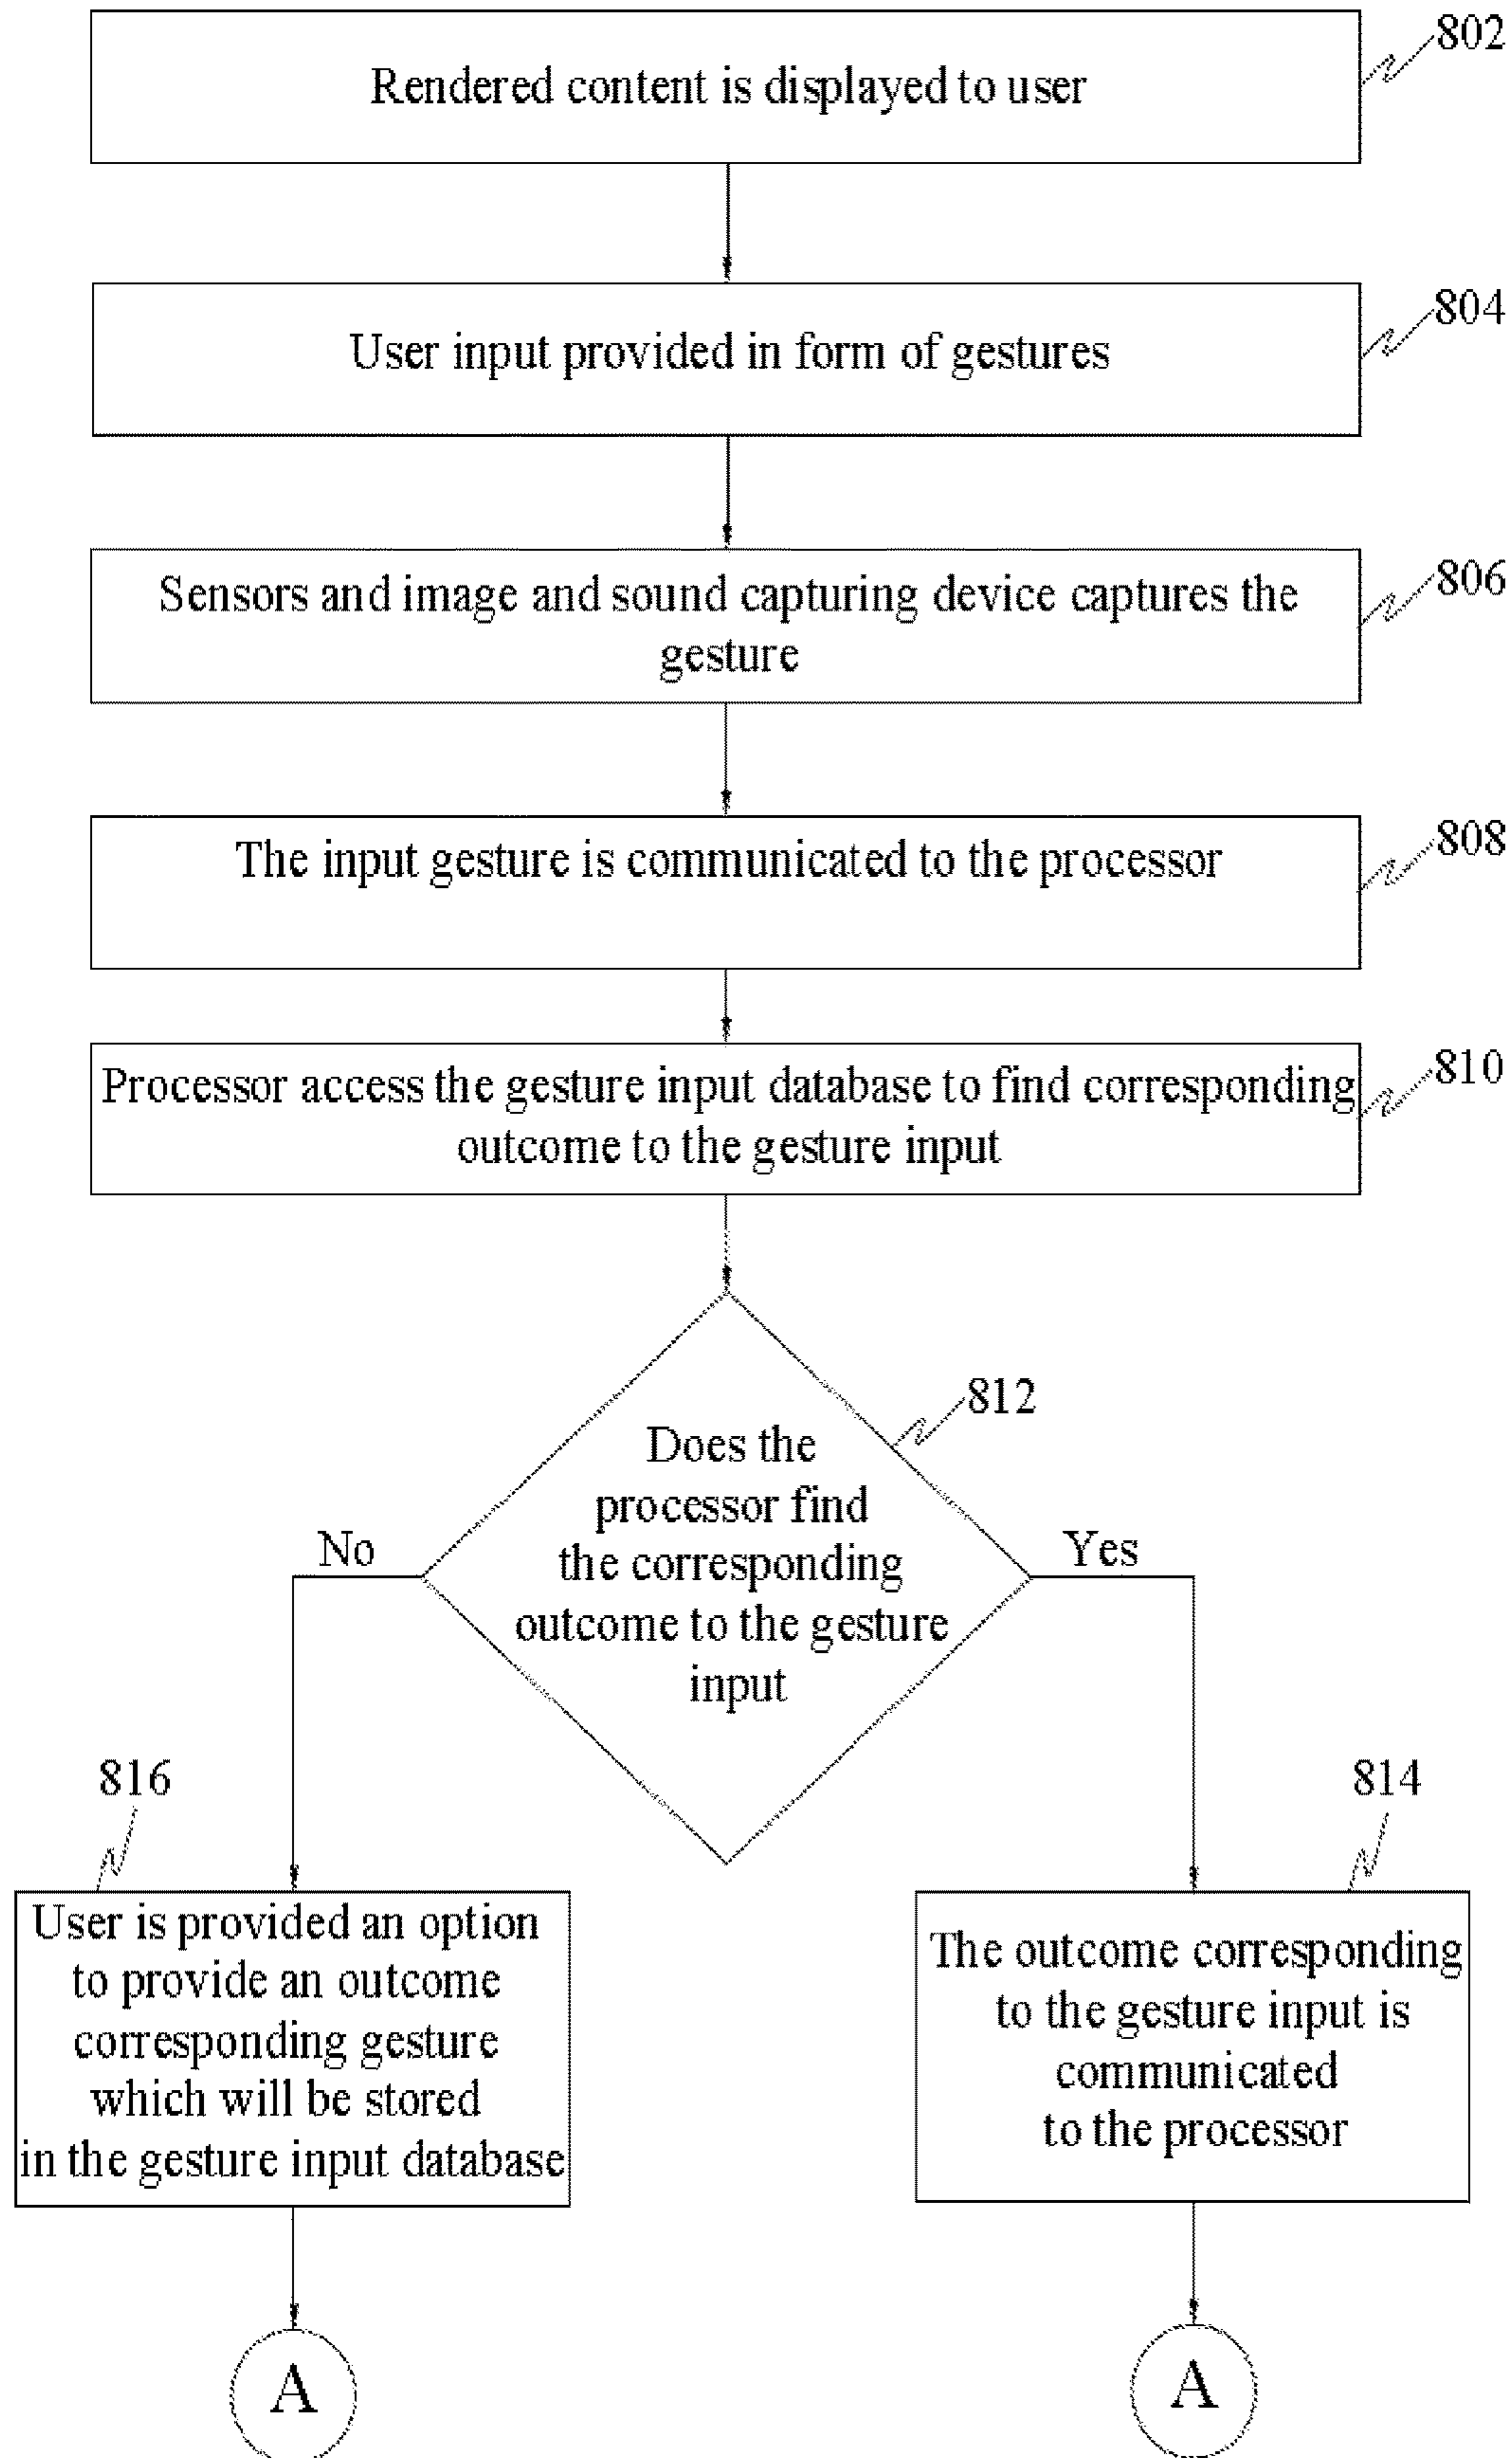 802
Rendered content is displayed to user
804
User input provided in form of gestures
806
Sensors and image and sound capturing device captures the
gesture
808
The input gesture is communicated to the processor
810
Processor access the gesture input database to find corresponding
outcome to the gesture input
812
Does the
processor find
the corresponding
outcome to the gesture
input
No
Yes
816
User is provided an option
to provide an outcome
corresponding gesture
which will be stored
in the gesture input database
814
The outcome corresponding
to the gesture input is
communicated
to the processor
A
A